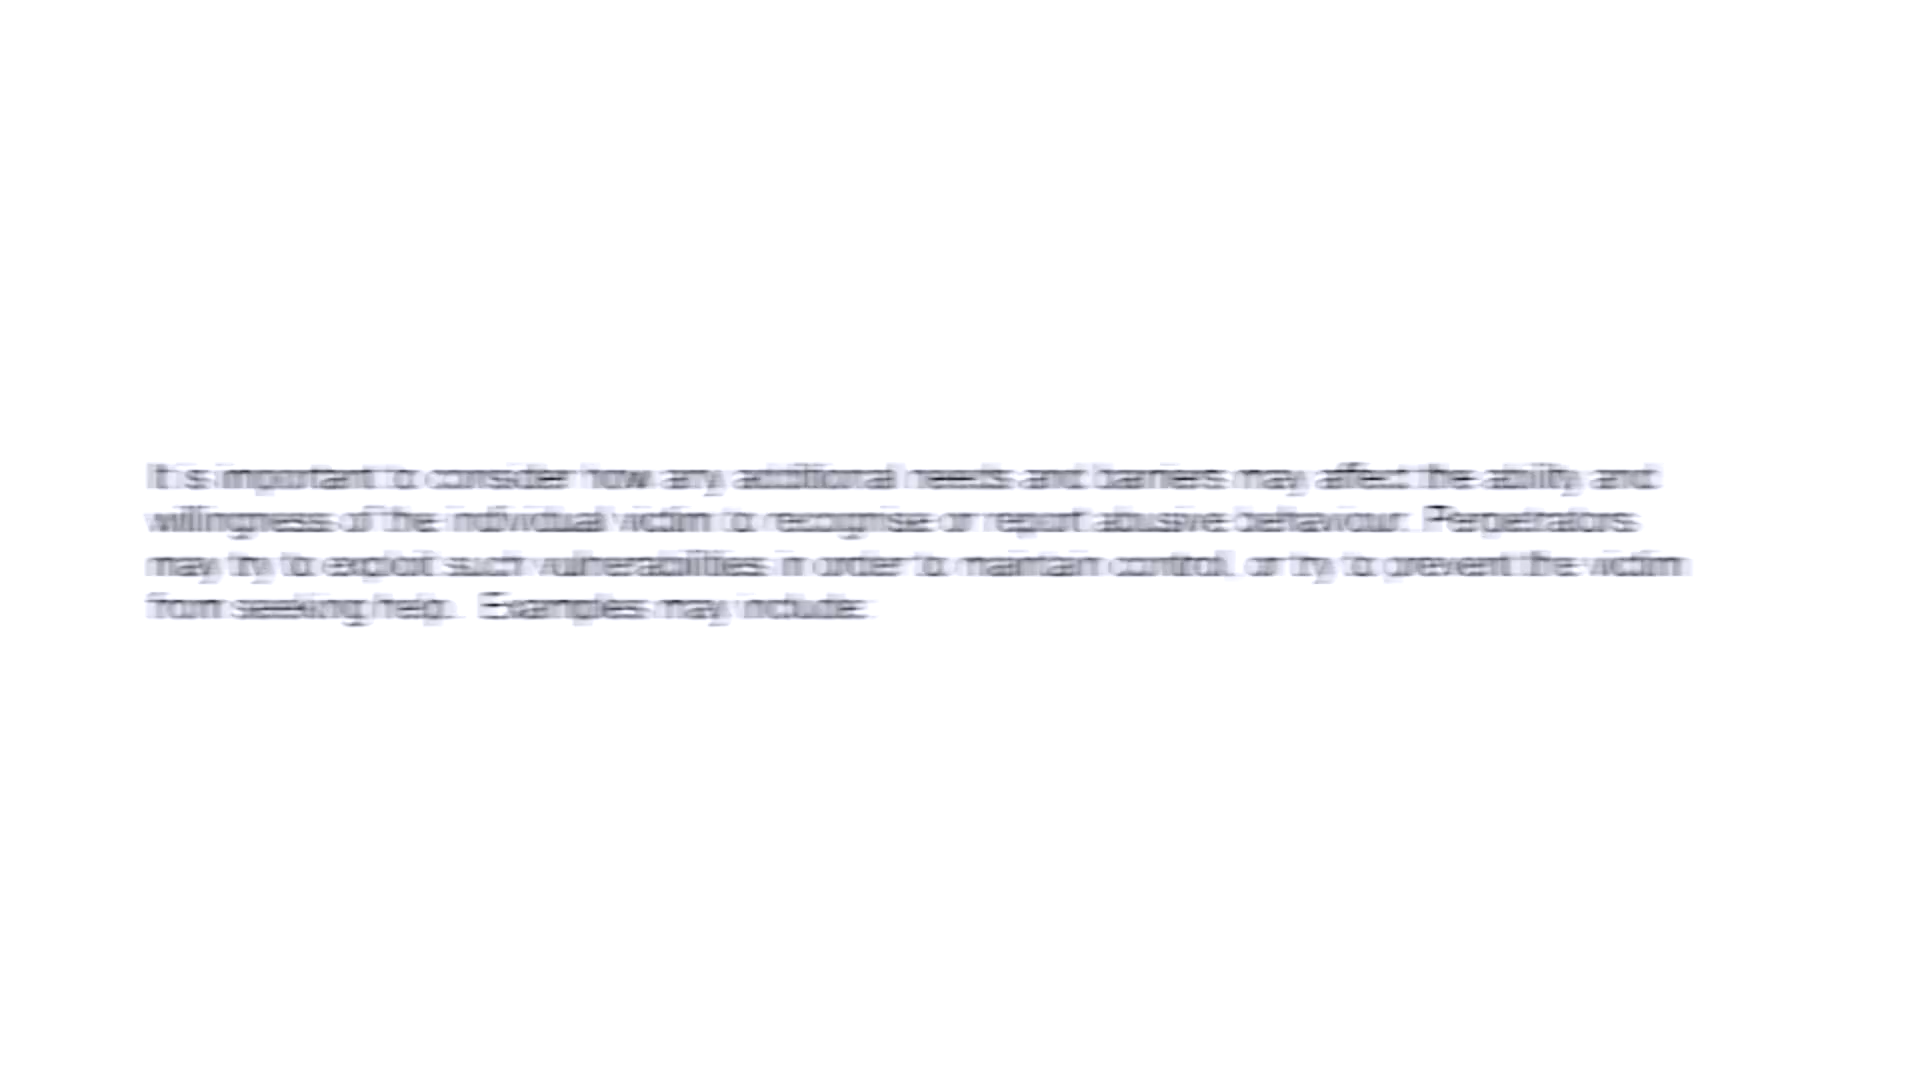 It is important to consider how any additional needs and barriers may affect the ability and
willingness of the individual victim to recognise or report abusive behaviour. Perpetrators
may try to exploit such vulnerabilities in order to maintain control, or try to prevent the victim
from seeking help. Examples may include: